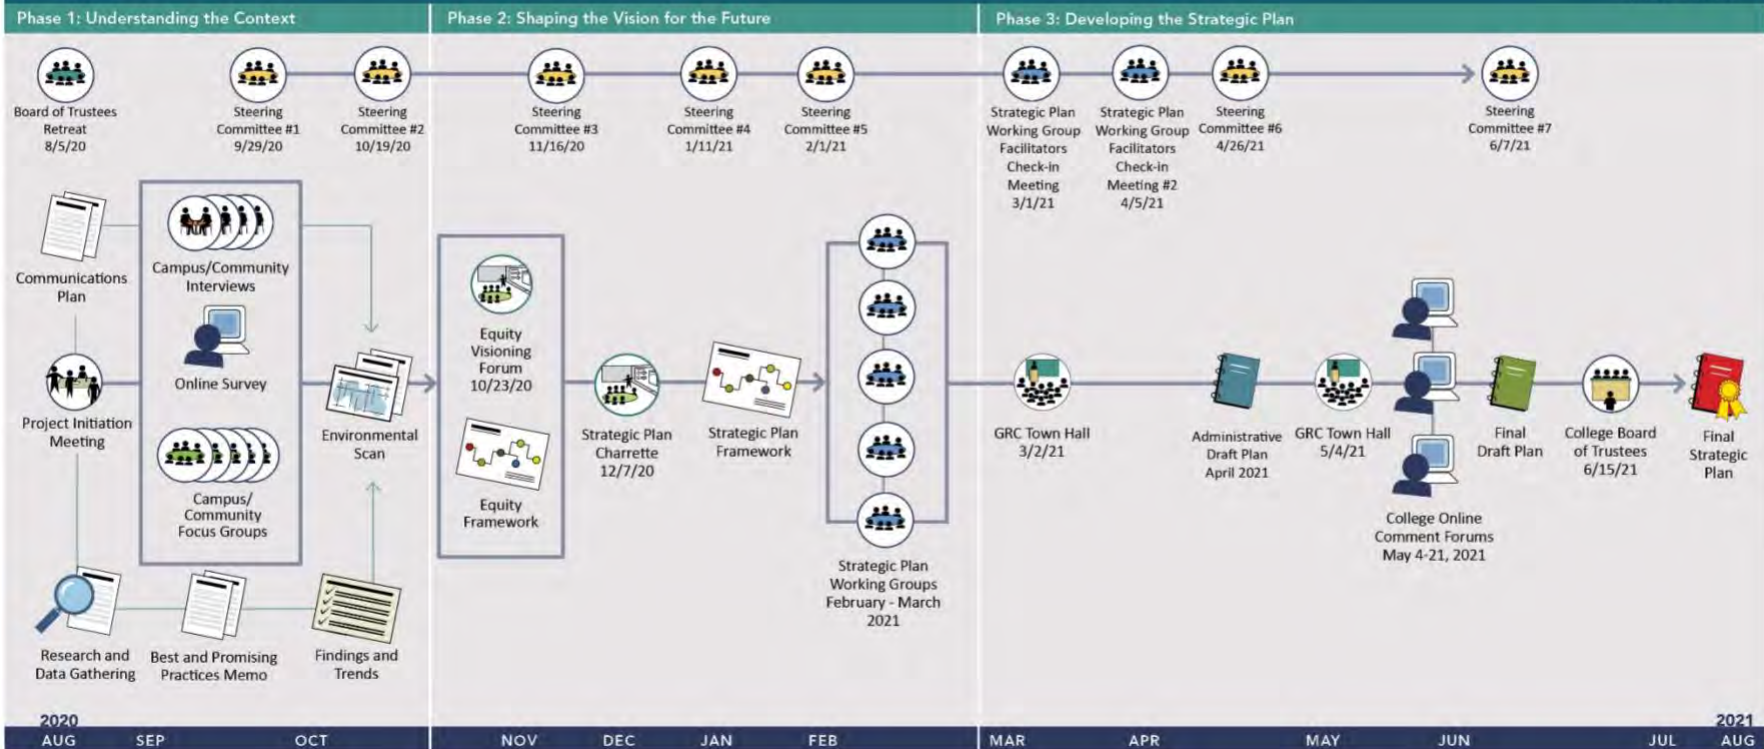 Phase 1: Understanding the Context
Phase 2: Shaping the Vision for the Future
Phase 3: Developing the Strategic Plan
Board of Trustees
Retreat
8/5/20
Steering
Committee #1
9/29/20
Steering
Committee #2
10/19/20
Steering
Committee #3
11/16/20
Steering
Committee #4
1/11/21
Steering
Committee #5
2/1/21
Strategic Plan
Working Group
Facilitators
Check-in
Meeting
3/1/21
Strategic Plan
Working Group
Facilitators
Check-in
Meeting #2
4/5/21
Steering
Committee #6
4/26/21
Steering
Committee #7
6/7/21
Communications
Plan
Project Initiation
Meeting
Research and
Data Gathering
Campus/Community
Interviews
Online Survey
Campus/
Community
Focus Groups
Best and Promising
Practices Memo
Findings and
Trends
Environmental
Scan
Equity
Visioning
Forum
10/23/20
Equity
Framework
Strategic Plan
Charrette
12/7/20
Strategic Plan
Framework
Strategic Plan
Working Groups
February - March
2021
GRC Town Hall
3/2/21
Administrative
Draft Plan
April 2021
GRC Town Hall
5/4/21
College Online
Comment Forums
May 4-21, 2021
Final
Draft Plan
College Board
of Trustees
6/15/21
Final
Strategic
Plan
2020
2021
AUG SEP OCT NOV DEC JAN FEB MAR APR MAY JUN JUL AUG